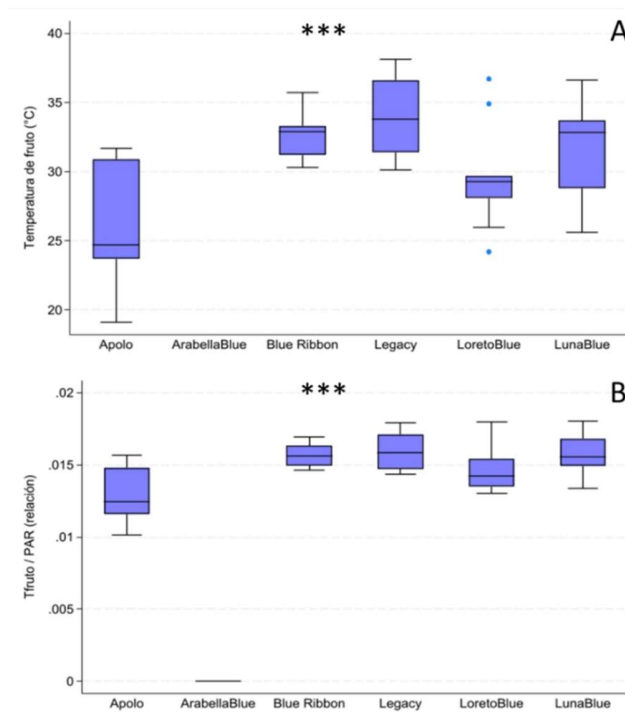 *** A
40
35
30
25
20
Temperatura de fruto (°C)
Apolo ArabellaBlue Blue Ribbon Legacy LoretoBlue LunaBlue
*** B
.02
.015
.01
.005
0
Tfruto / PAR (relación)
Apolo ArabellaBlue Blue Ribbon Legacy LoretoBlue LunaBlue